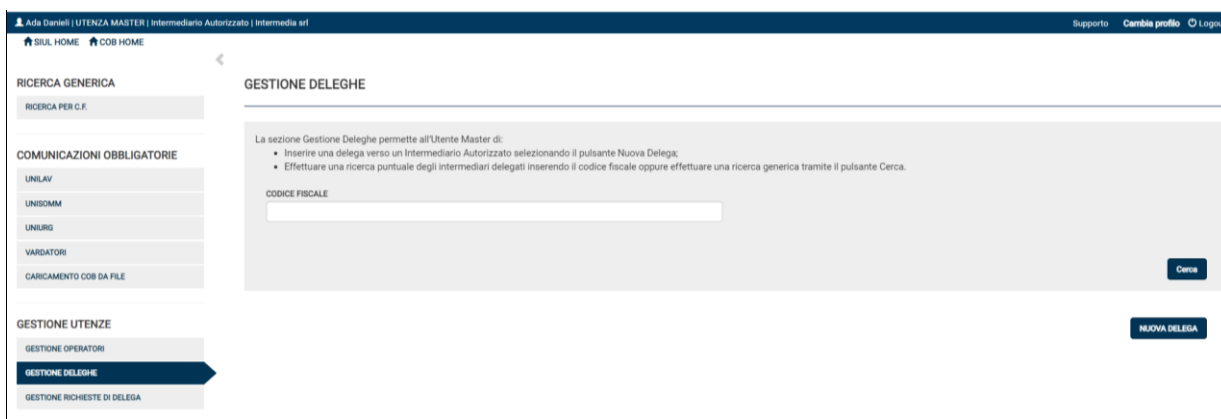 Ada Danieli | UTENZA MASTER | Intermediario Autorizzato | Intermedia srl
Supporto Cambia profilo Logou
SIUL HOME COB HOME
RICERCA GENERICA
RICERCA PER C.F.
COMUNICAZIONI OBBLIGATORIE
UNILAV
UNISOMM
UNIURG
VARDATORI
CARICAMENTO COB DA FILE
GESTIONE UTENZE
GESTIONE OPERATORI
GESTIONE DELEGHE
GESTIONE RICHIESTE DI DELEGA
GESTIONE DELEGHE
La sezione Gestione Deleghe permette all'Utente Master di:
• Inserire una delega verso un Intermediario Autorizzato selezionando il pulsante Nuova Delega;
• Effettuare una ricerca puntuale degli intermediari delegati inserendo il codice fiscale oppure effettuare una ricerca generica tramite il pulsante Cerca.
CODICE FISCALE
Cerca
NUOVA DELEGA